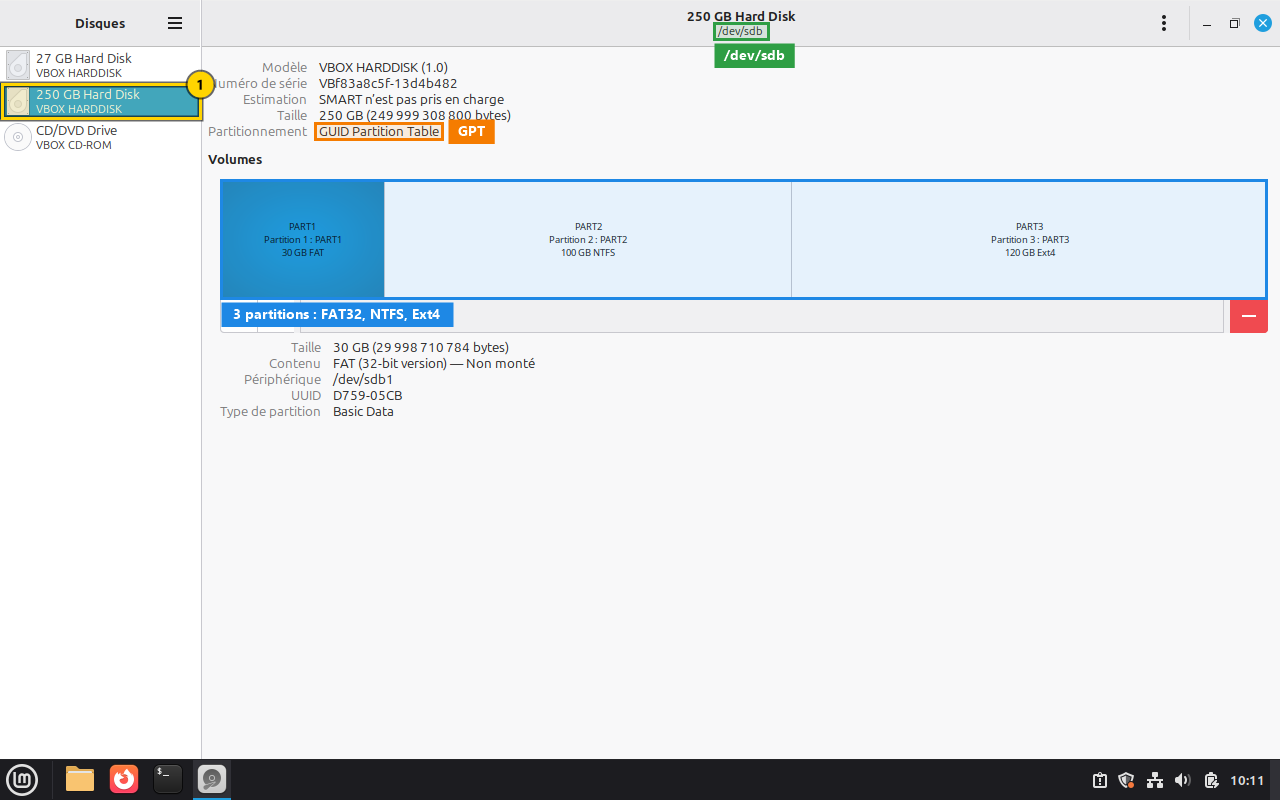 Disques
250 GB Hard Disk
/dev/sdb
/dev/sdb
27 GB Hard Disk
VBOX HARDDISK
250 GB Hard Disk
VBOX HARDDISK
1
CD/DVD Drive
VBOX CD-ROM
Modèle VBOX HARDDISK (1.0)
uméro de série VBf83a8c5f-13d4b482
Estimation SMART n’est pas pris en charge
Taille 250 GB (249 999 308 800 bytes)
Partitionnement GUID Partition Table GPT
Volumes
PART1
Partition 1 : PART1
30 GB FAT
PART2
Partition 2 : PART2
100 GB NTFS
PART3
Partition 3 : PART3
120 GB Ext4
3 partitions : FAT32, NTFS, Ext4
Taille 30 GB (29 998 710 784 bytes)
Contenu FAT (32-bit version) — Non monté
Périphérique /dev/sdb1
UUID D759-05CB
Type de partition Basic Data
lm
$_
10:11